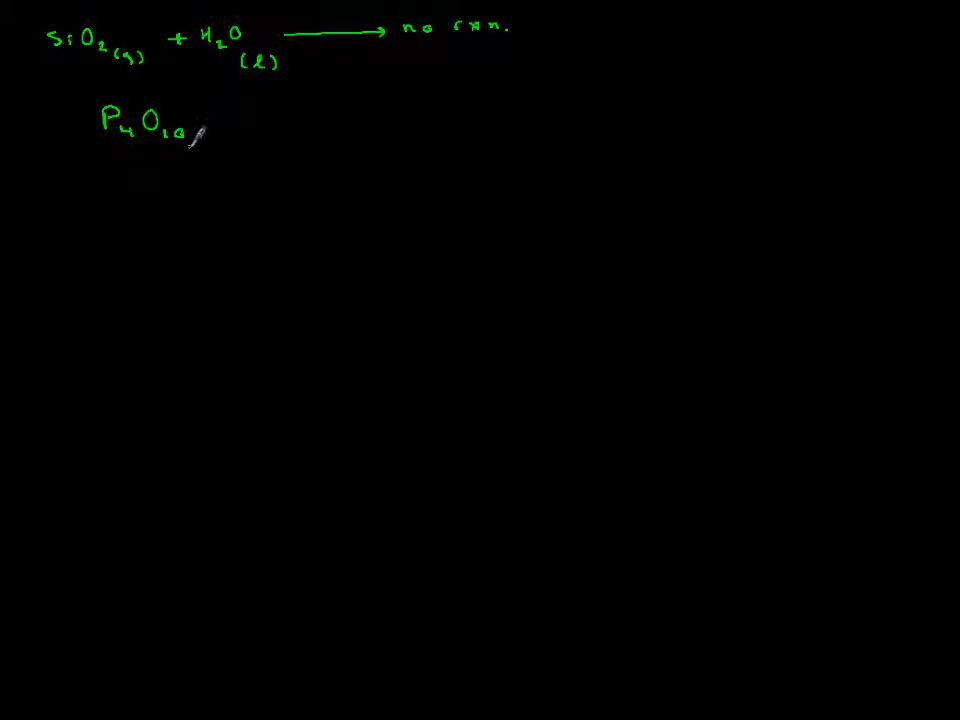 SiO2(g) + H2O(l) → no rxn.
P4O10